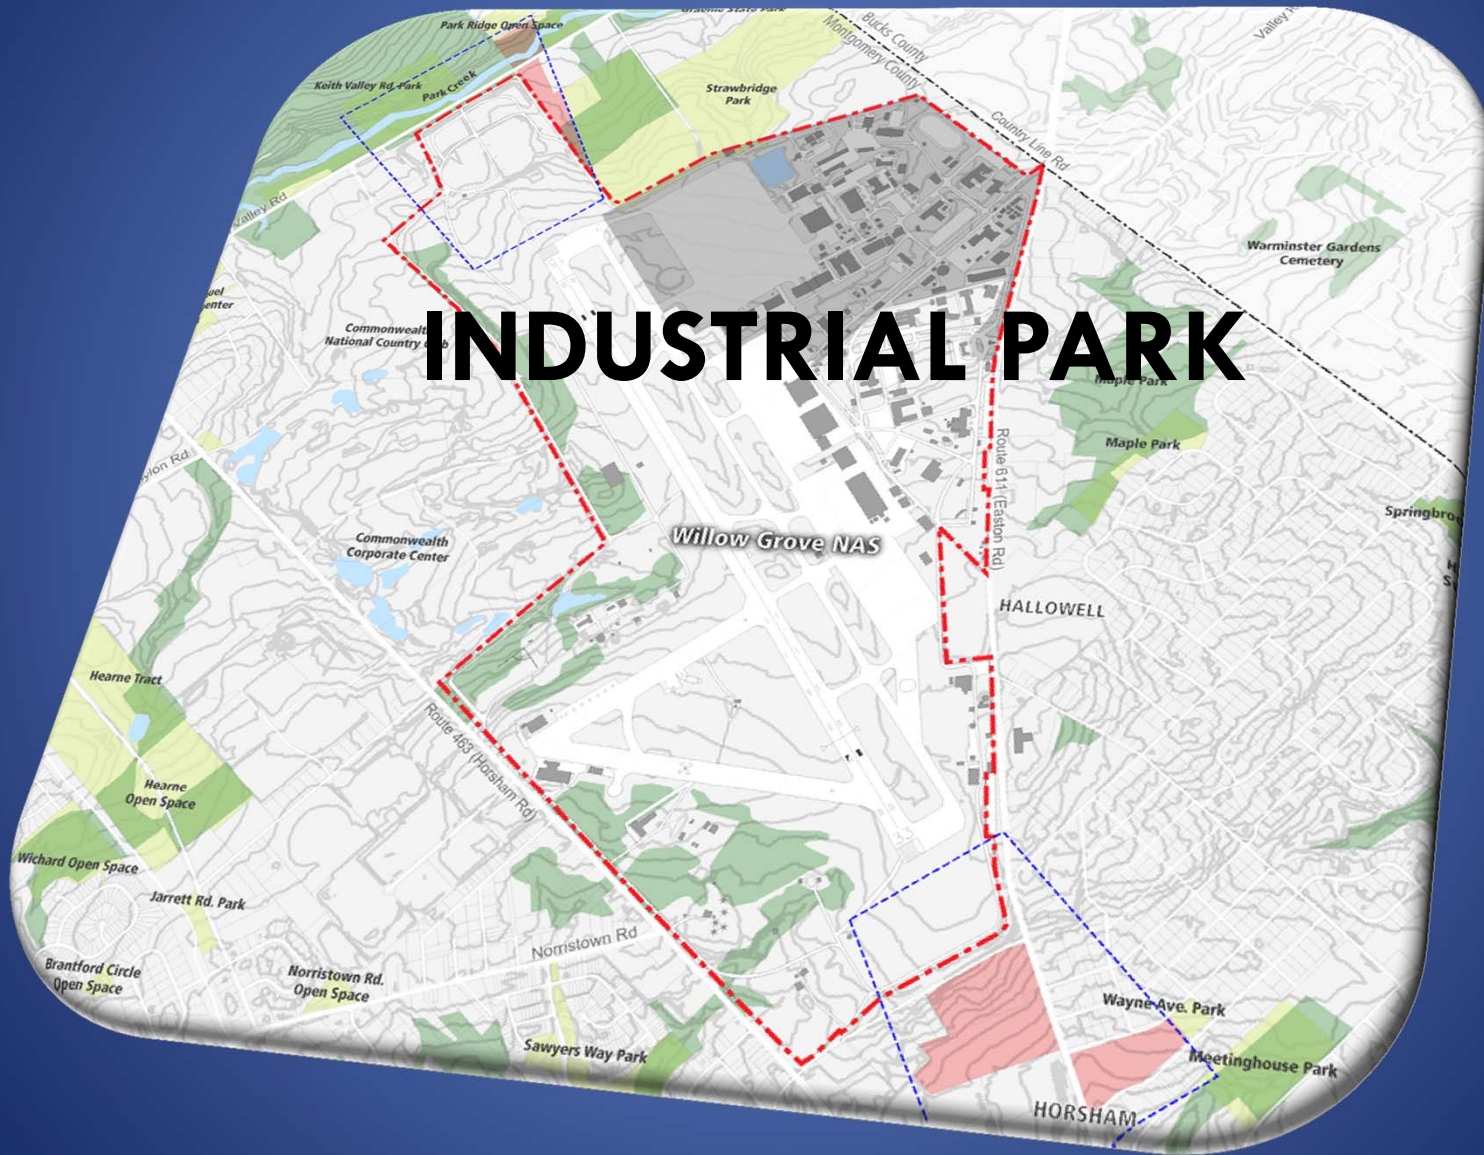 Park Ridge Open Space
Bucks County
Montgomery County
Keith Valley Rd. Park
Park Creek
Strawbridge
Park
Country Line Rd
Valley Rd
Warminster Gardens
Cemetery
Commonwealth
National Country
INDUSTRIAL PARK
Maple Park
Maple Park
Route 611 (Easton Rd)
Willow Grove NAS
Commonwealth
Corporate Center
HALLOWELL
Hearne Tract
Route 463 (Horsham Rd)
Hearne
Open Space
33
Wichard Open Space
Jarrett Rd. Park
Norristown Rd
Brantford Circle
Open Space
Norristown Rd.
Open Space
Wayne Ave. Park
Sawyers Way Park
Meetinghouse Park
HORSHAM